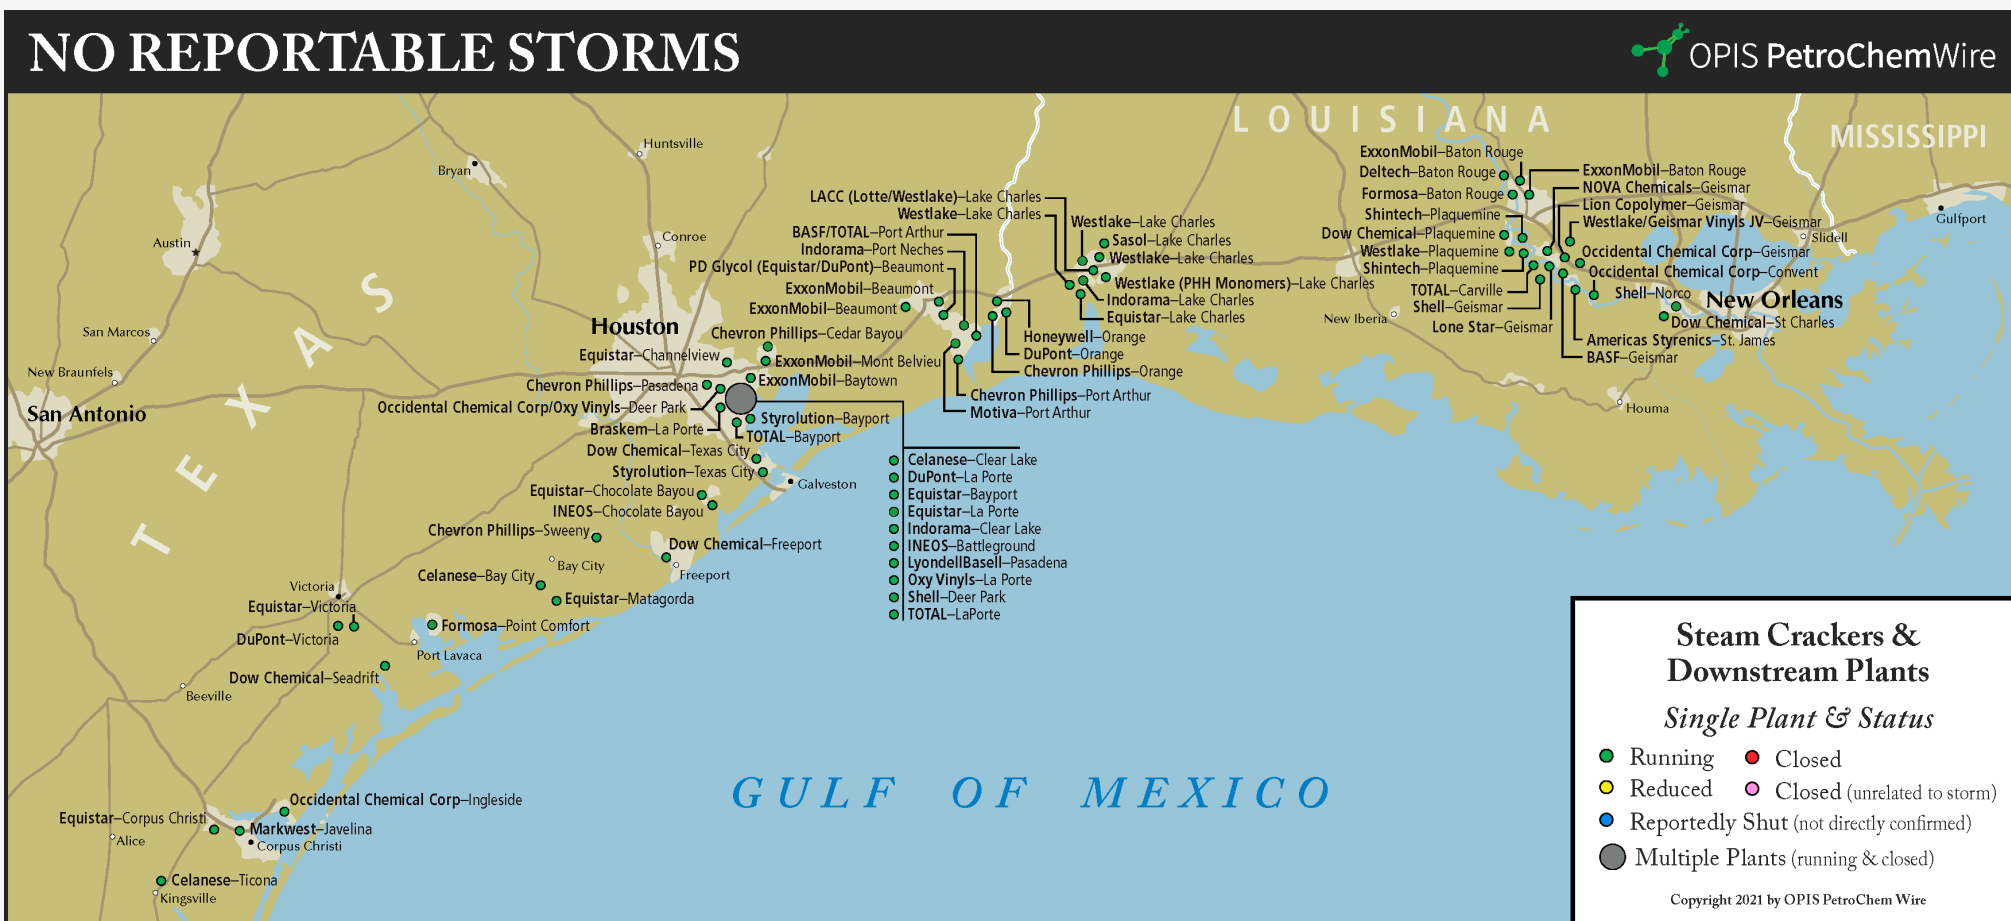 NO REPORTABLE STORMS
OPIS PetroChemWire
LOUISIANA
MISSISSIPPI
TEXAS
GULF OF MEXICO
Huntsville
Bryan
Austin
Conroe
San Marcos
New Braunfels
San Antonio
Houston
Galveston
Bay City
Freeport
Victoria
Port Lavaca
Beeville
Alice
Corpus Christi
Kingsville
New Iberia
Houma
New Orleans
Slidell
Gulfport
LACC (Lotte/Westlake)–Lake Charles
Westlake–Lake Charles
BASF/TOTAL–Port Arthur
Indorama–Port Neches
PD Glycol (Equistar/DuPont)–Beaumont
ExxonMobil–Beaumont
ExxonMobil–Beaumont
Chevron Phillips–Cedar Bayou
Equistar–Channelview
ExxonMobil–Mont Belvieu
Chevron Phillips–Pasadena
ExxonMobil–Baytown
Occidental Chemical Corp/Oxy Vinyls–Deer Park
Styrolution–Bayport
Braskem–La Porte
TOTAL–Bayport
Dow Chemical–Texas City
Styrolution–Texas City
Equistar–Chocolate Bayou
INEOS–Chocolate Bayou
Chevron Phillips–Sweeny
Dow Chemical–Freeport
Celanese–Bay City
Equistar–Matagorda
Equistar–Victoria
Formosa–Point Comfort
DuPont–Victoria
Dow Chemical–Seadrift
Occidental Chemical Corp–Ingleside
Equistar–Corpus Christi
Markwest–Javelina
Celanese–Ticona
Celanese–Clear Lake
DuPont–La Porte
Equistar–Bayport
Equistar–La Porte
Indorama–Clear Lake
INEOS–Battleground
LyondellBasell–Pasadena
Oxy Vinyls–La Porte
Shell–Deer Park
TOTAL–LaPorte
Westlake–Lake Charles
Sasol–Lake Charles
Westlake–Lake Charles
Westlake (PHH Monomers)–Lake Charles
Indorama–Lake Charles
Equistar–Lake Charles
Honeywell–Orange
DuPont–Orange
Chevron Phillips–Orange
Chevron Phillips–Port Arthur
Motiva–Port Arthur
ExxonMobil–Baton Rouge
Deltech–Baton Rouge
Formosa–Baton Rouge
Shintech–Plaquemine
Dow Chemical–Plaquemine
Westlake–Plaquemine
Shintech–Plaquemine
TOTAL–Carville
Shell–Geismar
Lone Star–Geismar
ExxonMobil–Baton Rouge
NOVA Chemicals–Geismar
Lion Copolymer–Geismar
Westlake/Geismar Vinyls JV–Geismar
Occidental Chemical Corp–Geismar
Occidental Chemical Corp–Convent
Shell–Norco
Dow Chemical–St Charles
Americas Styrenics–St. James
BASF–Geismar
Steam Crackers &
Downstream Plants
Single Plant & Status
Running
Closed
Reduced
Closed (unrelated to storm)
Reportedly Shut (not directly confirmed)
Multiple Plants (running & closed)
Copyright 2021 by OPIS PetroChem Wire